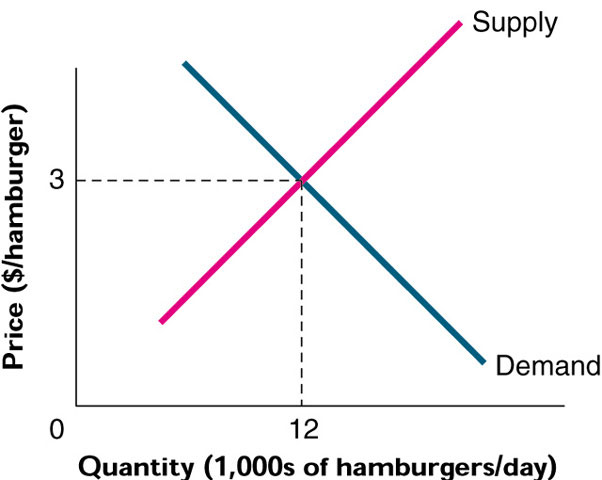 Supply
Price ($/hamburger)
3
Demand
0
12
Quantity (1,000s of hamburgers/day)